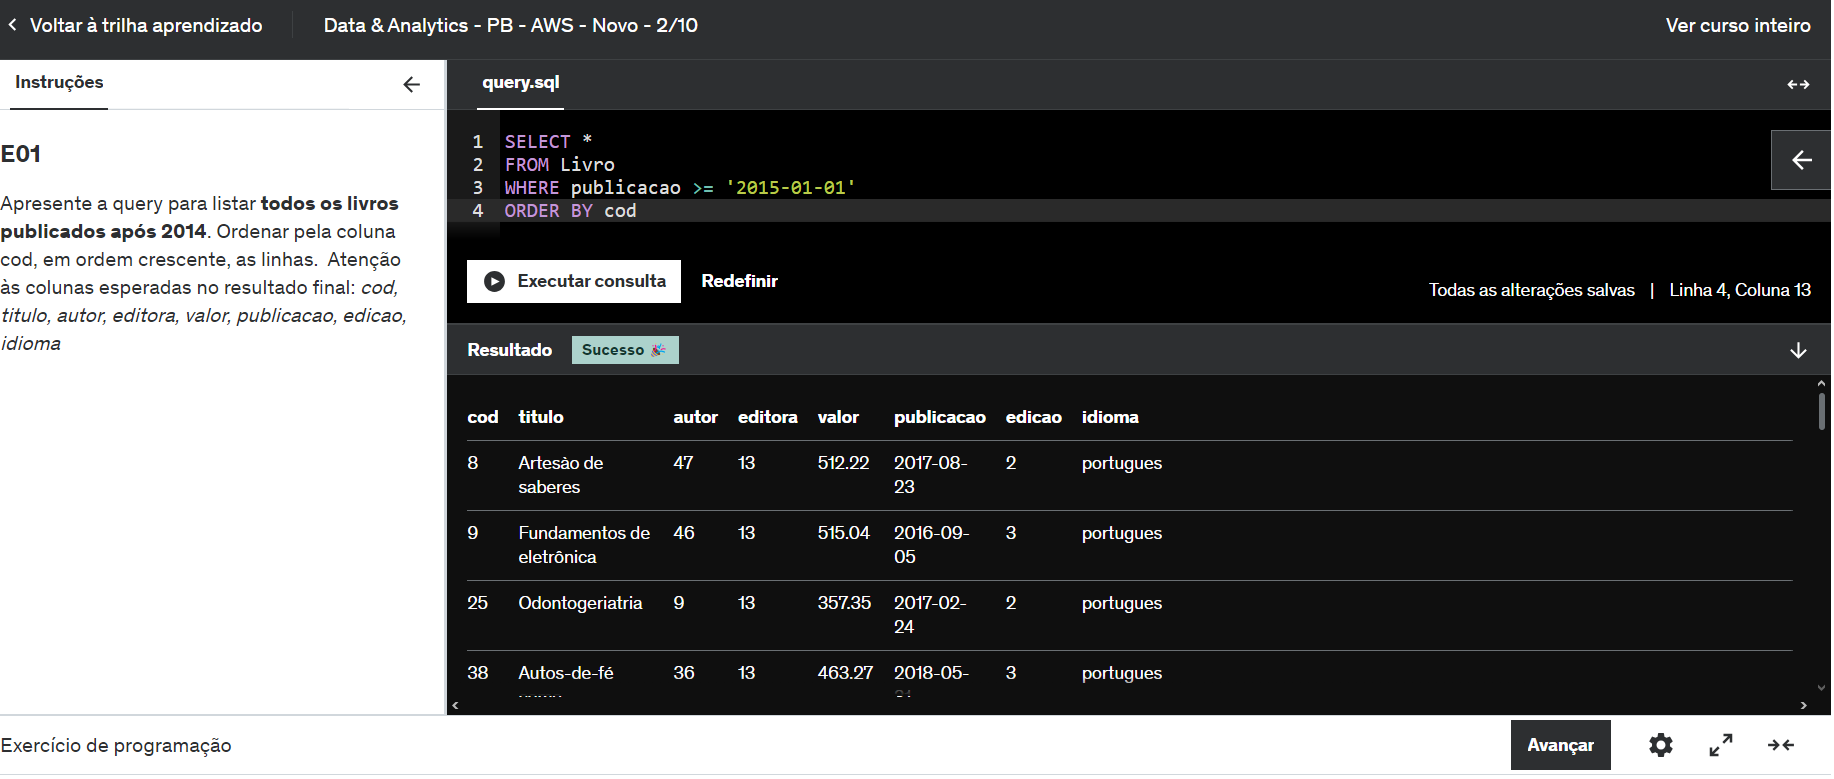 Voltar à trilha aprendizado
Data & Analytics - PB - AWS - Novo - 2/10
Ver curso inteiro
Instruções
E01
Apresente a query para listar todos os livros
publicados após 2014. Ordenar pela coluna
cod, em ordem crescente, as linhas.  Atenção
às colunas esperadas no resultado final: cod,
titulo, autor, editora, valor, publicacao, edicao,
idioma
query.sql
1 SELECT *
2 FROM Livro
3 WHERE publicacao >= '2015-01-01'
4 ORDER BY cod
Executar consulta
Redefinir
Todas as alterações salvas | Linha 4, Coluna 13
Resultado
Sucesso 🎉
cod titulo autor editora valor publicacao edicao idioma
8 Artesào de 47 13 512.22 2017-08- 2 portugues
saberes 23
9 Fundamentos de 46 13 515.04 2016-09- 3 portugues
eletrônica 05
25 Odontogeriatria 9 13 357.35 2017-02- 2 portugues
24
38 Autos-de-fé 36 13 463.27 2018-05- 3 portugues
Exercício de programação
Avançar